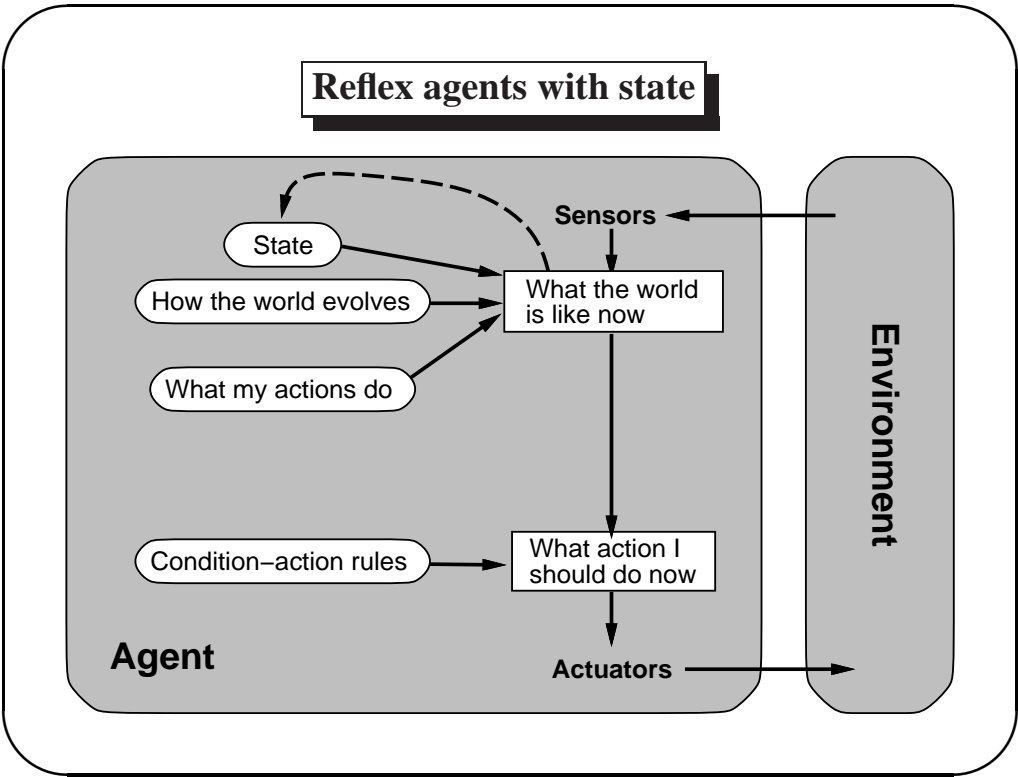 Reflex agents with state
Sensors
State
What the world
is like now
How the world evolves
What my actions do
Environment
Condition−action rules
What action I
should do now
Agent
Actuators